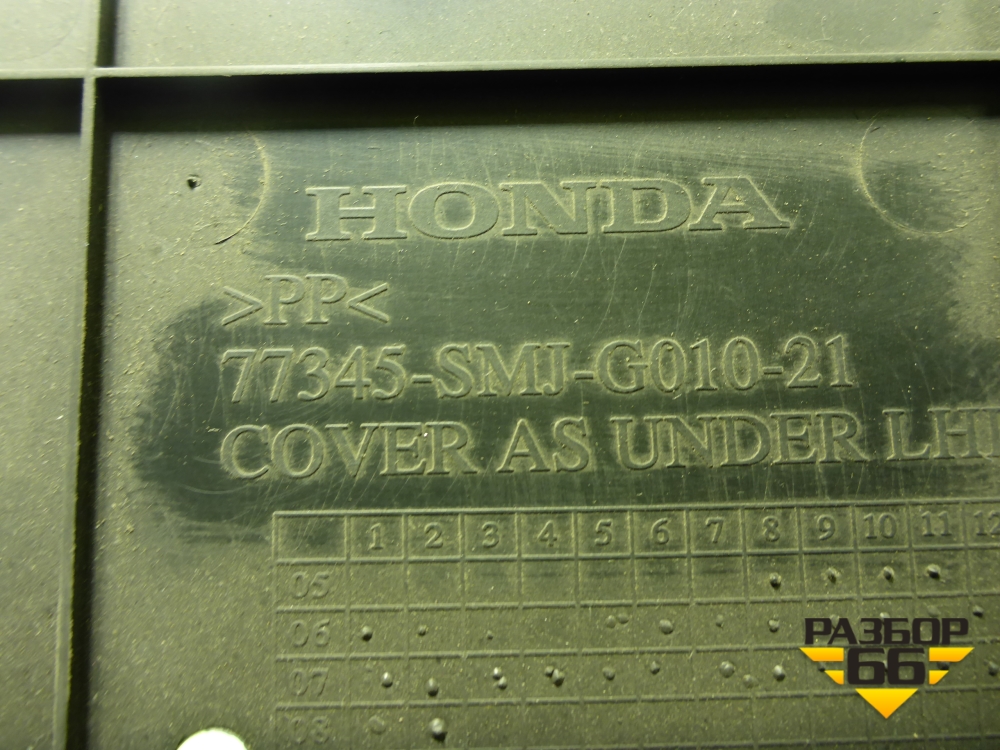 HONDA
>PP<
77345-SMJ-G010-21
COVER AS UNDER LH
1 2 3 4 5 6 7 8 9 10 11 12
05
06
07
08
РАЗБОР
66